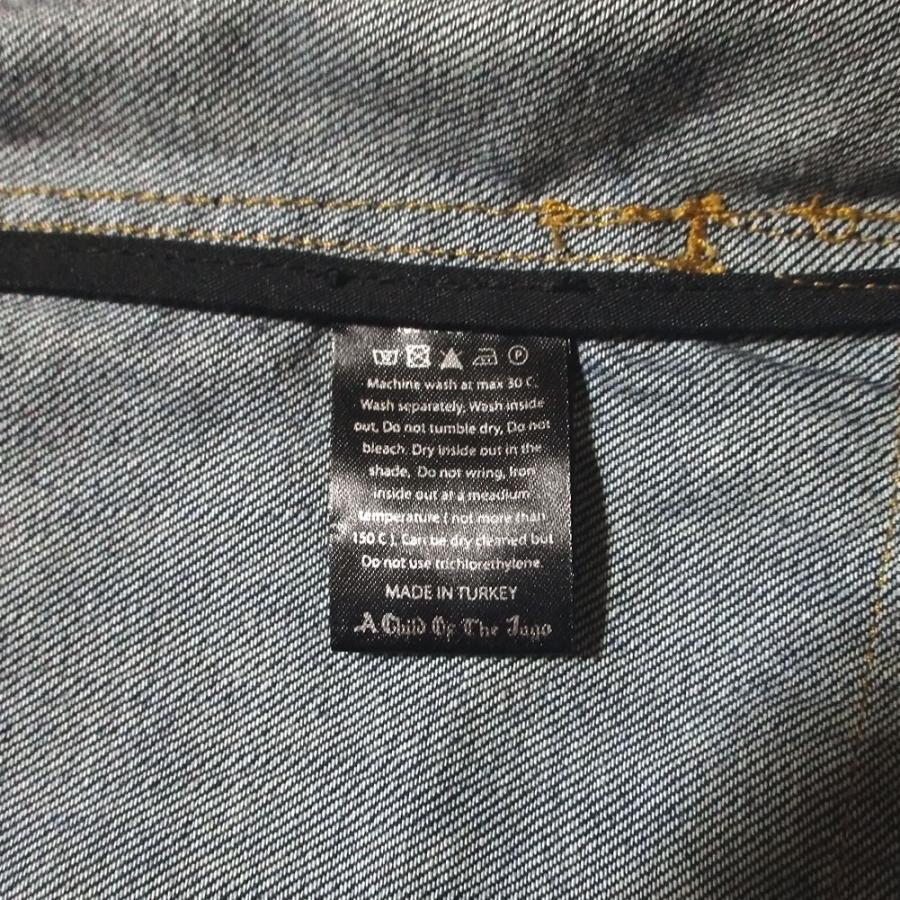 Machine wash at max 30 C,
Wash separately, Wash inside
out, Do not tumble dry, Do not
bleach. Dry inside out in the
shade, Do not wring, Iron
inside out at a meadium
temperature ( not more than
150 C ). Can be dry cleaned but
Do not use trichlorethylene.
MADE IN TURKEY
A Child Of The Jago